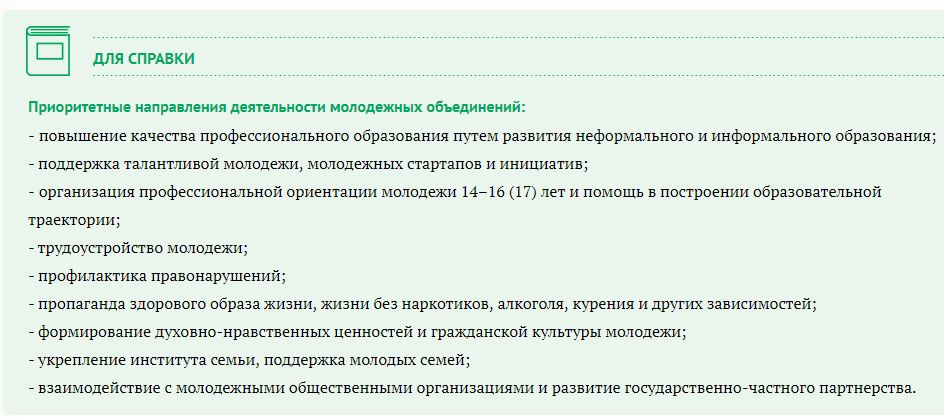 ДЛЯ СПРАВКИ
Приоритетные направления деятельности молодежных объединений:
- повышение качества профессионального образования путем развития неформального и информального образования;
- поддержка талантливой молодежи, молодежных стартапов и инициатив;
- организация профессиональной ориентации молодежи 14–16 (17) лет и помощь в построении образовательной
траектории;
- трудоустройство молодежи;
- профилактика правонарушений;
- пропаганда здорового образа жизни, жизни без наркотиков, алкоголя, курения и других зависимостей;
- формирование духовно-нравственных ценностей и гражданской культуры молодежи;
- укрепление института семьи, поддержка молодых семей;
- взаимодействие с молодежными общественными организациями и развитие государственно-частного партнерства.